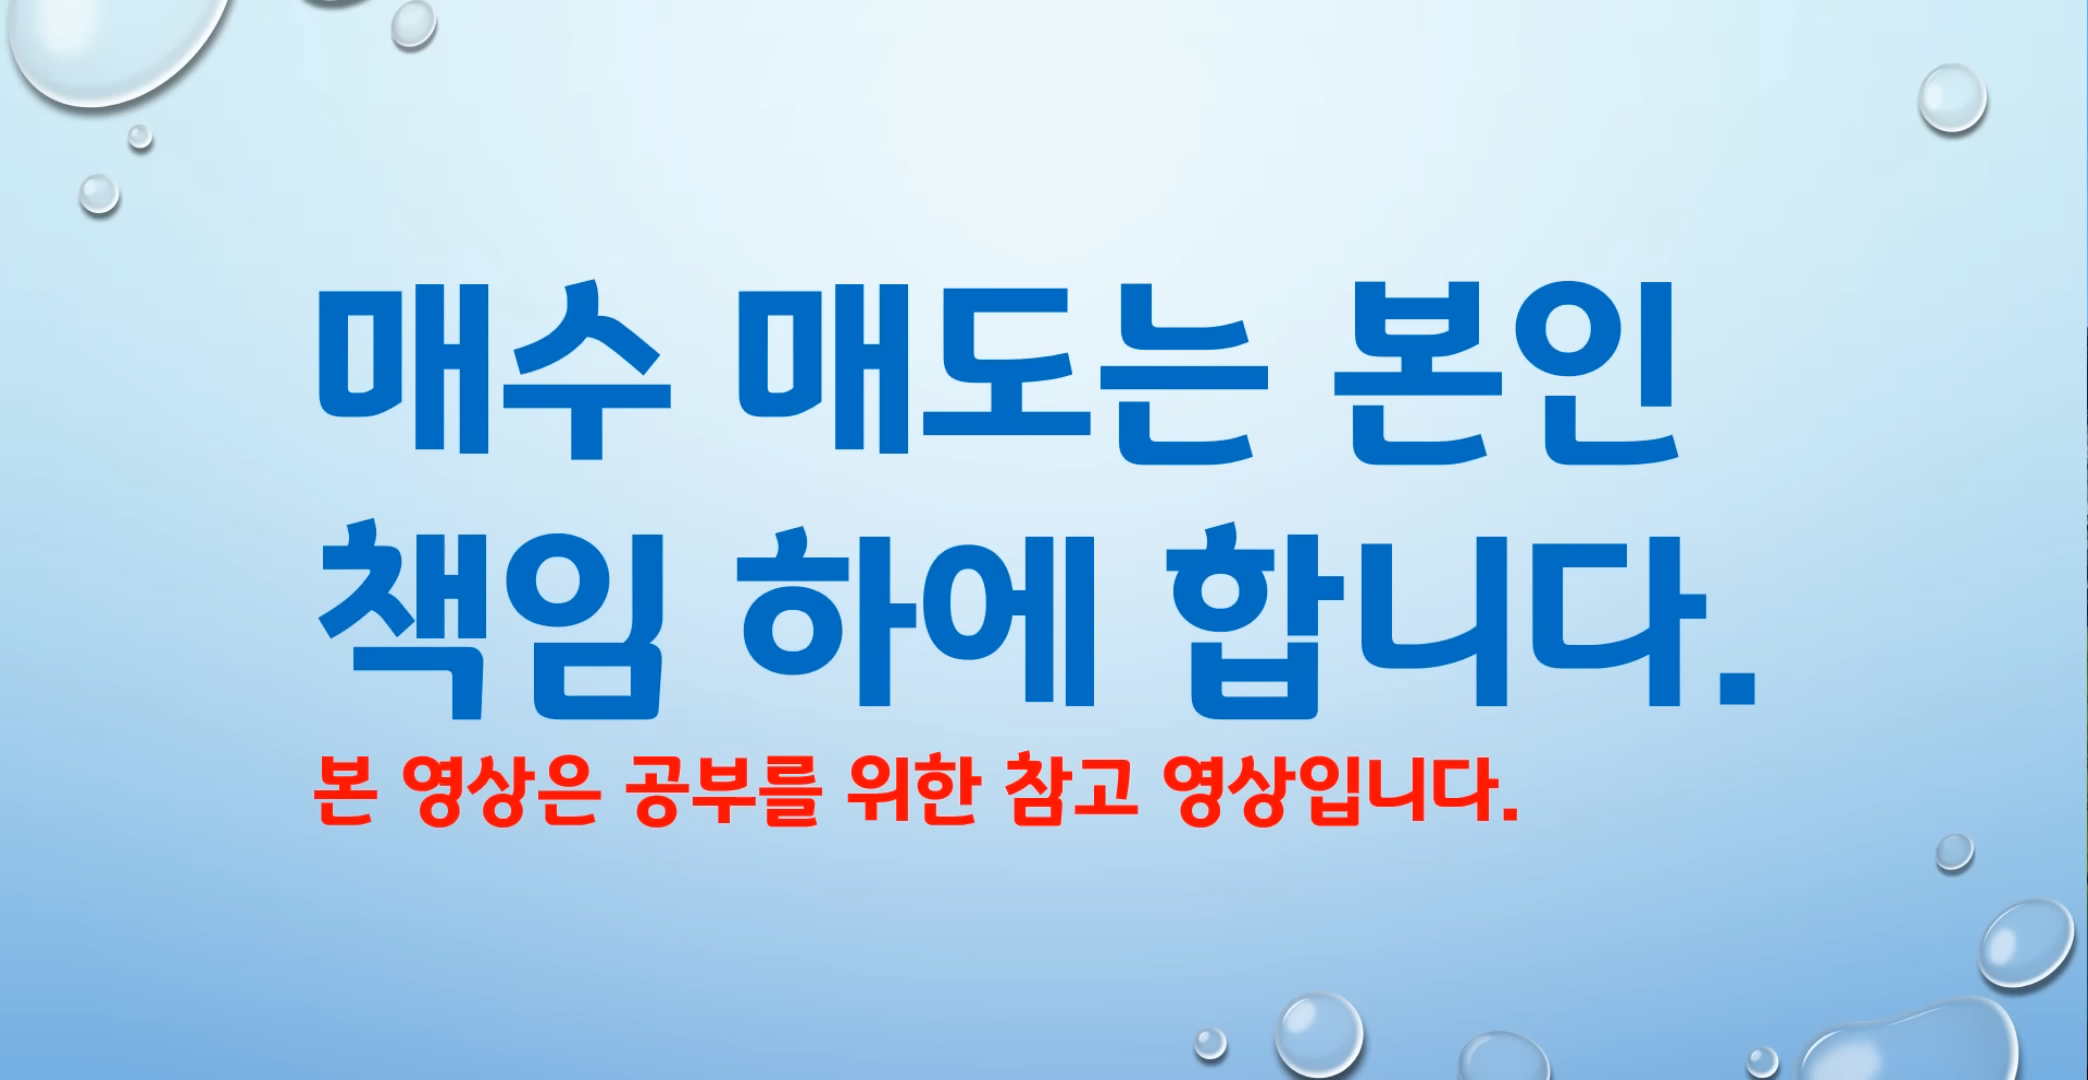 매수 매도는 본인
책임 하에 합니다.
본 영상은 공부를 위한 참고 영상입니다.